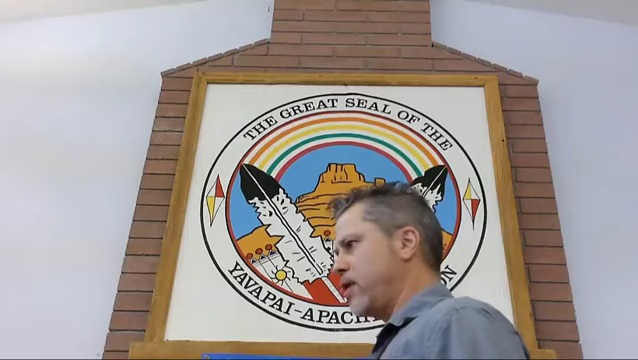 THE GREAT SEAL OF THE
YAVAPAI-APACH